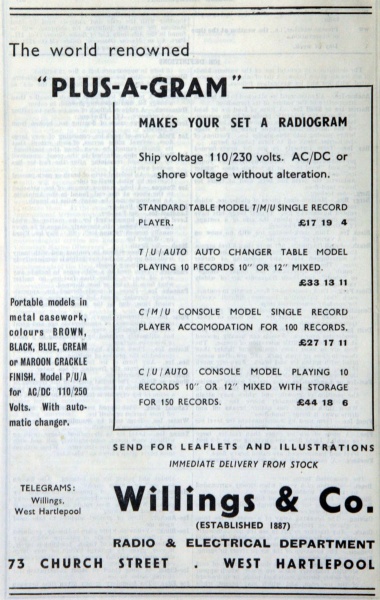 The world renowned
"PLUS-A-GRAM"
MAKES YOUR SET A RADIOGRAM
Ship voltage 110/230 volts. AC/DC or
shore voltage without alteration.
STANDARD TABLE MODEL T/M/U SINGLE RECORD
PLAYER. £17 19 4
T/U/AUTO AUTO CHANGER TABLE MODEL
PLAYING 10 RECORDS 10" OR 12" MIXED.
£33 13 11
C/M/U CONSOLE MODEL SINGLE RECORD
PLAYER ACCOMODATION FOR 100 RECORDS.
£27 17 11
C/U/AUTO CONSOLE MODEL PLAYING 10
RECORDS 10" OR 12" MIXED WITH STORAGE
FOR 150 RECORDS. £44 18 6
Portable models in
metal casework,
colours BROWN,
BLACK, BLUE, CREAM
or MAROON CRACKLE
FINISH. Model P/U/A
for AC/DC 110/250
Volts. With auto-
matic changer.
SEND FOR LEAFLETS AND ILLUSTRATIONS
IMMEDIATE DELIVERY FROM STOCK
TELEGRAMS:
Willings,
West Hartlepool
Willings & Co.
(ESTABLISHED 1887)
RADIO & ELECTRICAL DEPARTMENT
73 CHURCH STREET . WEST HARTLEPOOL